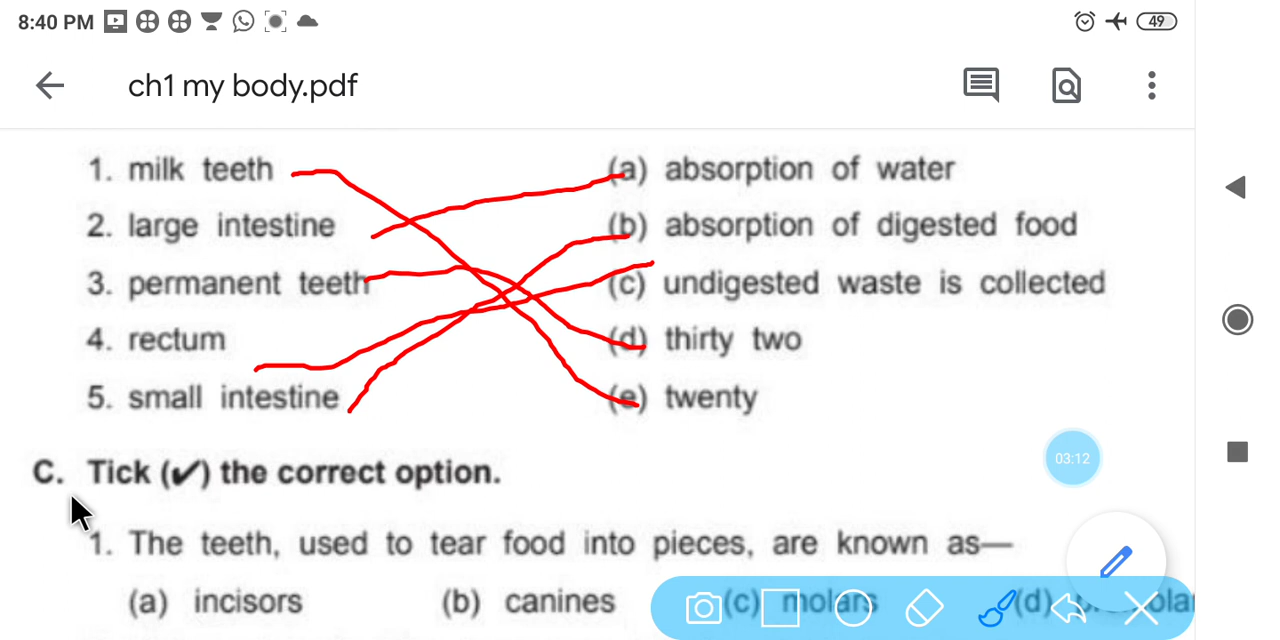 8:40 PM 49
ch1 my body.pdf
1. milk teeth (a) absorption of water
2. large intestine (b) absorption of digested food
3. permanent teeth (c) undigested waste is collected
4. rectum (d) thirty two
5. small intestine (e) twenty
03:12
C. Tick (✔) the correct option.
1. The teeth, used to tear food into pieces, are known as—
(a) incisors (b) canines (c) molars (d)